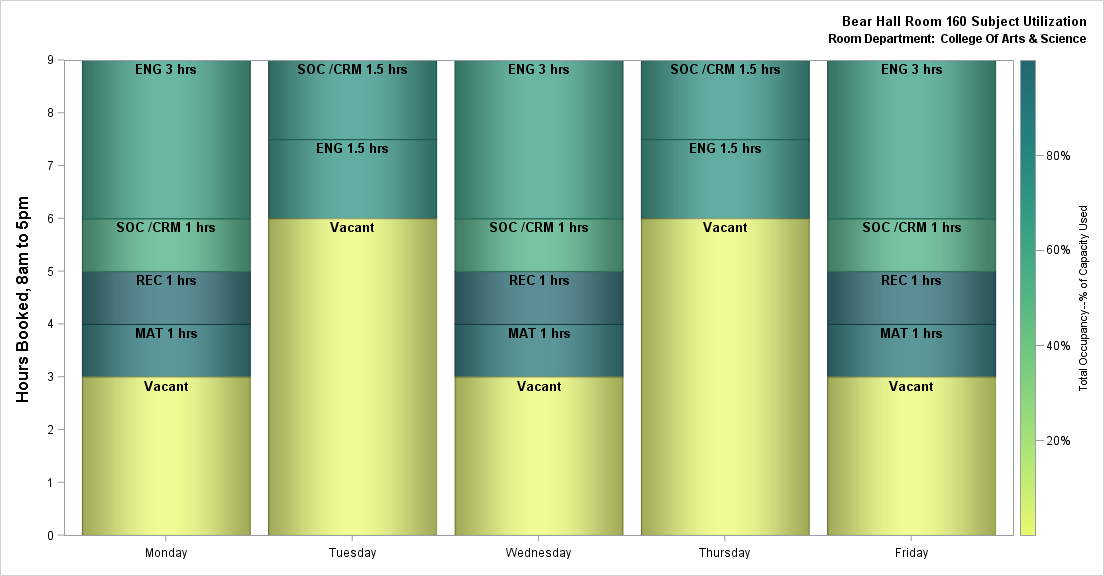 Bear Hall Room 160 Subject Utilization
Room Department: College Of Arts & Science
Hours Booked, 8am to 5pm
9
8
7
6
5
4
3
2
1
0
ENG 3 hrs
SOC /CRM 1 hrs
REC 1 hrs
MAT 1 hrs
Vacant
Monday
SOC /CRM 1.5 hrs
ENG 1.5 hrs
Vacant
Tuesday
ENG 3 hrs
SOC /CRM 1 hrs
REC 1 hrs
MAT 1 hrs
Vacant
Wednesday
SOC /CRM 1.5 hrs
ENG 1.5 hrs
Vacant
Thursday
ENG 3 hrs
SOC /CRM 1 hrs
REC 1 hrs
MAT 1 hrs
Vacant
Friday
80%
60%
40%
20%
Total Occupancy--% of Capacity Used